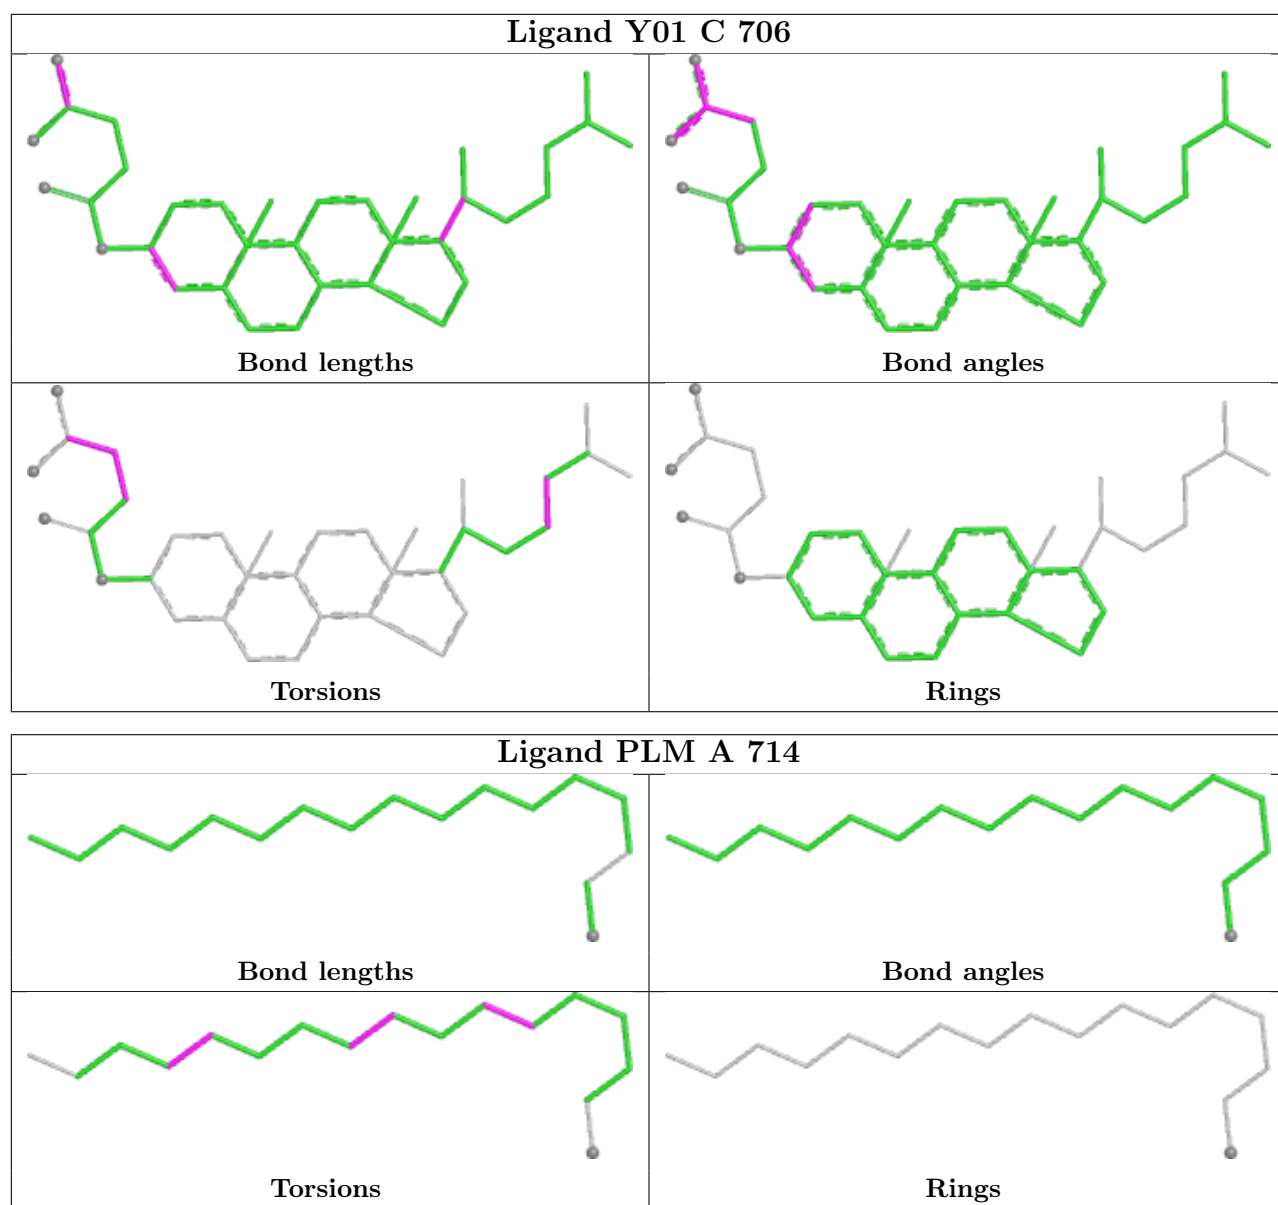 Ligand Y01 C 706
Bond lengths
Bond angles
Torsions
Rings
Ligand PLM A 714
Bond lengths
Bond angles
Torsions
Rings